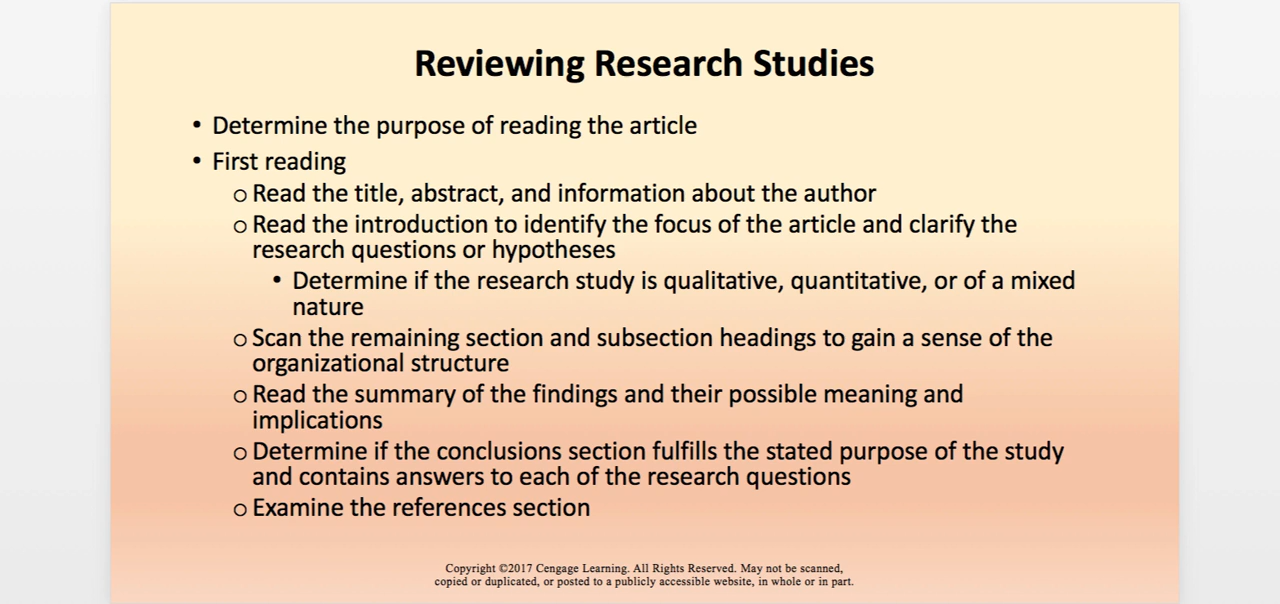 Reviewing Research Studies
• Determine the purpose of reading the article
• First reading
o Read the title, abstract, and information about the author
o Read the introduction to identify the focus of the article and clarify the
research questions or hypotheses
• Determine if the research study is qualitative, quantitative, or of a mixed
nature
o Scan the remaining section and subsection headings to gain a sense of the
organizational structure
o Read the summary of the findings and their possible meaning and
implications
o Determine if the conclusions section fulfills the stated purpose of the study
and contains answers to each of the research questions
o Examine the references section
Copyright ©2017 Cengage Learning. All Rights Reserved. May not be scanned,
copied or duplicated, or posted to a publicly accessible website, in whole or in part.